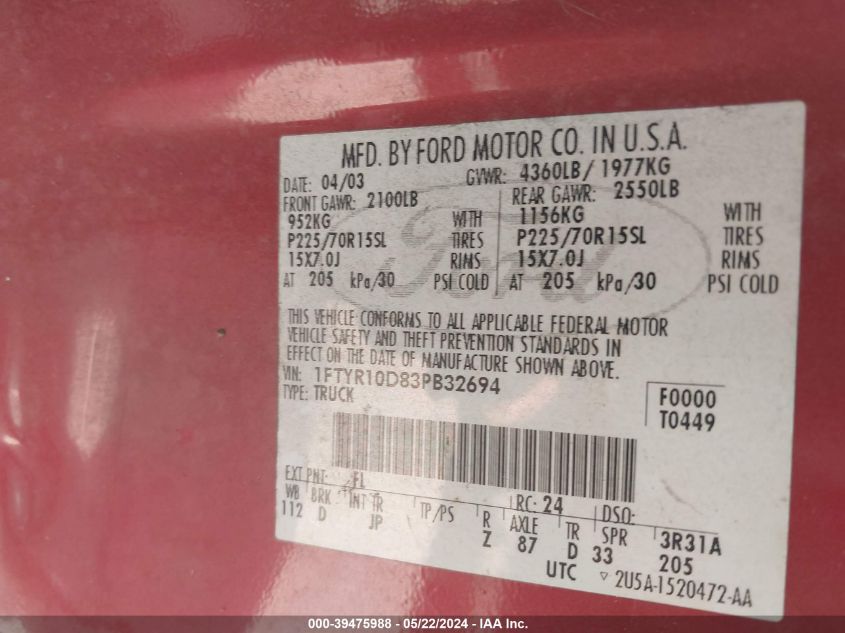 MFD. BY FORD MOTOR CO. IN U.S.A.
DATE: 04/03 GVWR: 4360LB/ 1977KG
FRONT GAWR: 2100LB REAR GAWR: 2550LB
952KG WITH 1156KG WITH
P225/70R15SL TIRES P225/70R15SL TIRES
15X7.0J RIMS 15X7.0J RIMS
AT 205 kPa/30 PSI COLD AT 205 kPa/30 PSI COLD
Ford
THIS VEHICLE CONFORMS TO ALL APPLICABLE FEDERAL MOTOR
VEHICLE SAFETY AND THEFT PREVENTION STANDARDS IN
EFFECT ON THE DATE OF MANUFACTURE SHOWN ABOVE.
VIN: 1FTYR10D83PB32694
TYPE: TRUCK
F0000
T0449
EXT PNT: FL RC: 24 DSO:
WB BRK INT TR TP/PS R AXLE TR SPR 3R31A
112 D JP Z 87 D 33 205
UTC ▽ 2U5A-1520472-AA
000-39475988 - 05/22/2024 - IAA Inc.